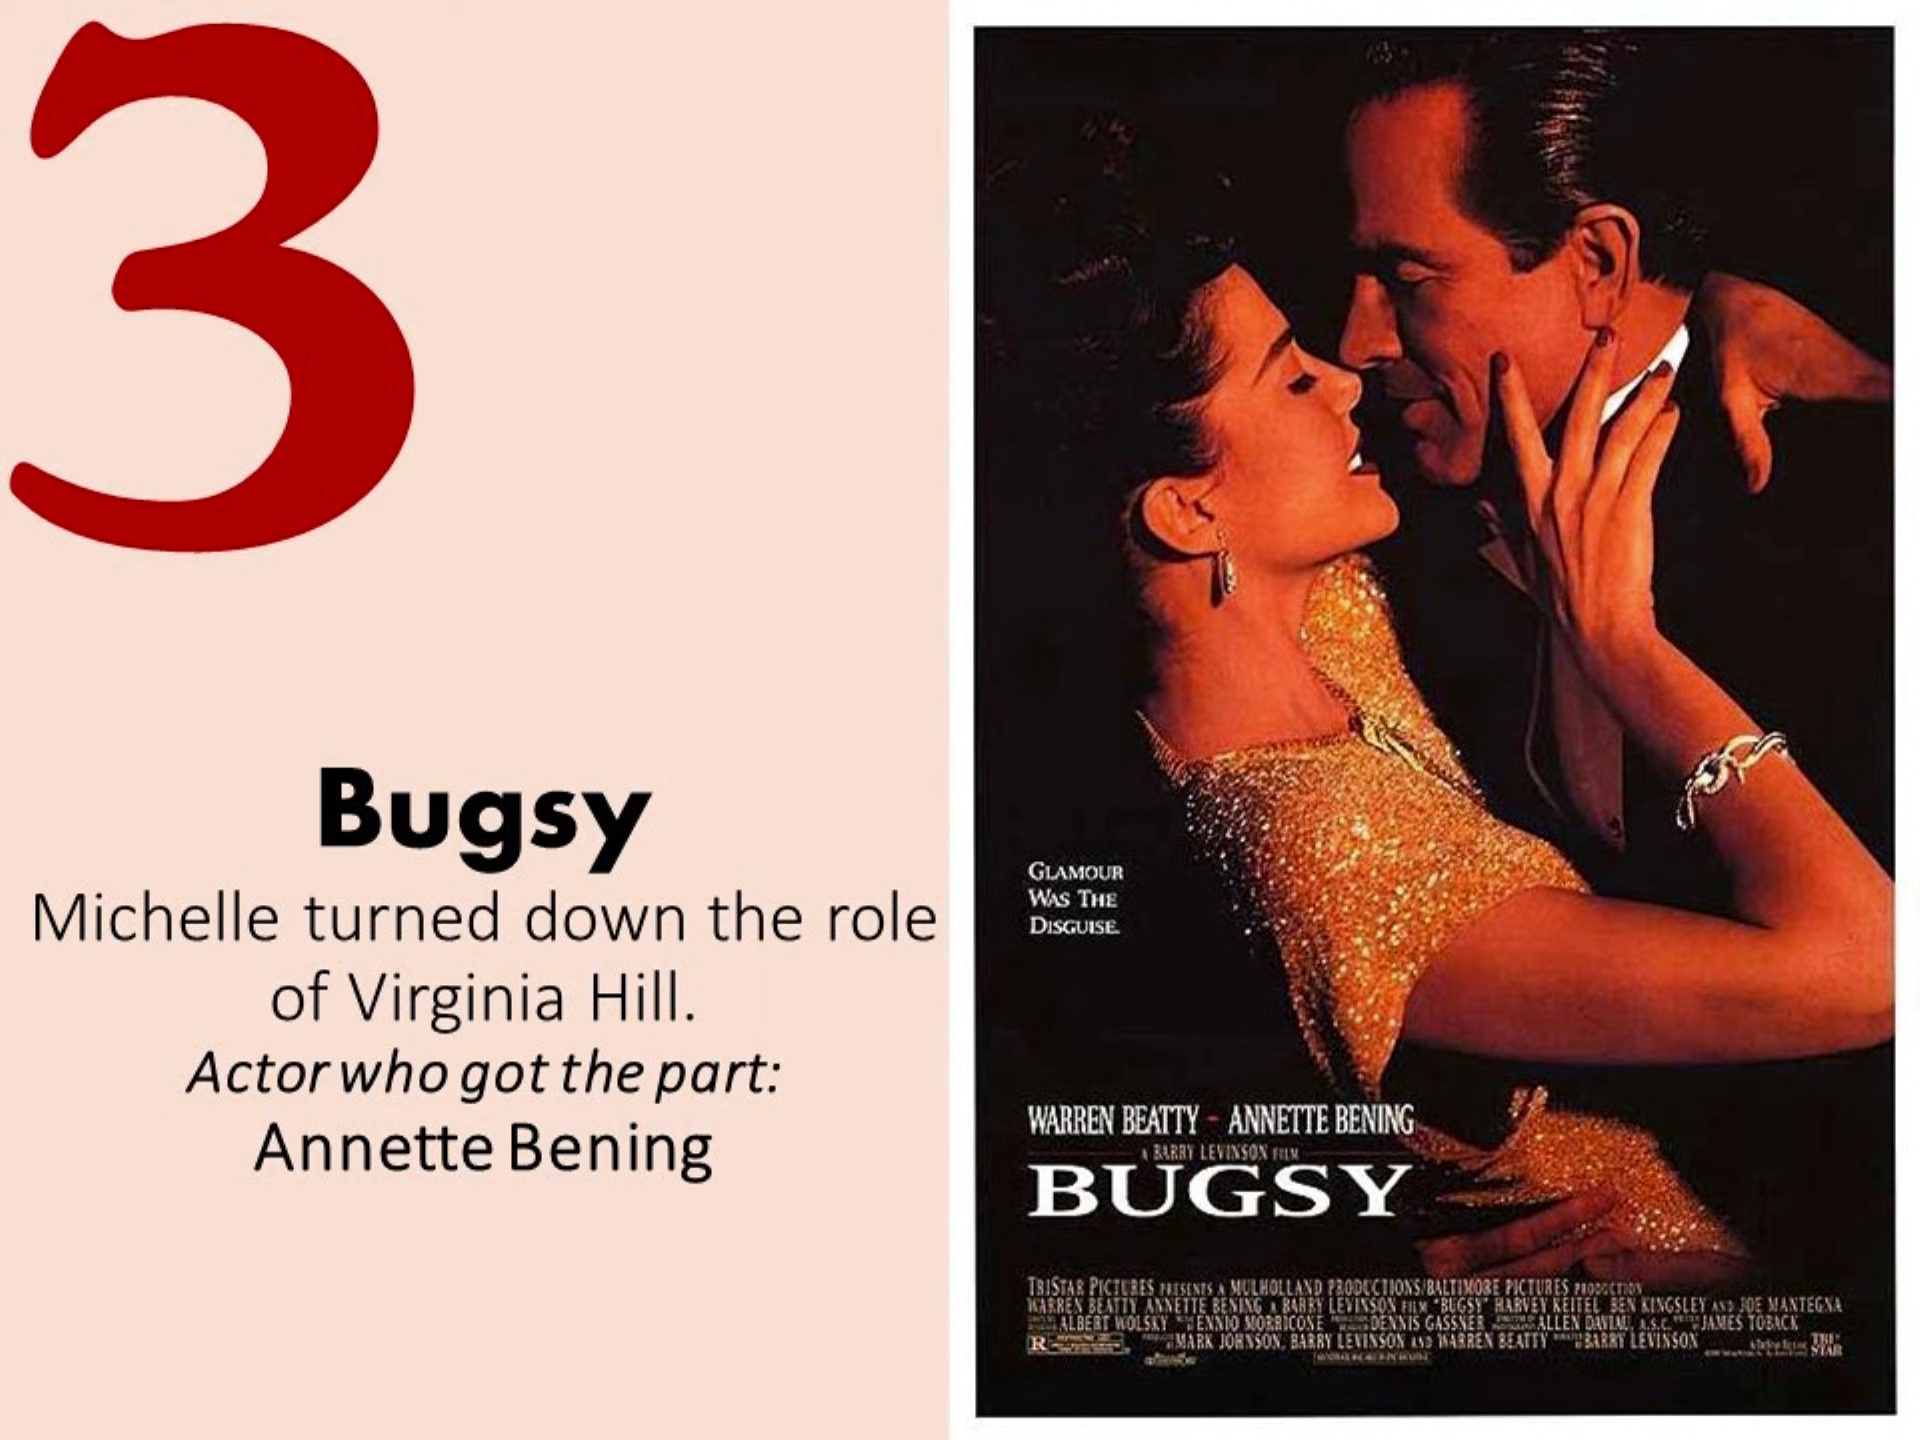 3
Bugsy
Michelle turned down the role
of Virginia Hill.
Actor who got the part:
Annette Bening
GLAMOUR
WAS THE
DISGUISE.
WARREN BEATTY - ANNETTE BENING
A BARRY LEVINSON FILM
BUGSY
TRISTAR PICTURES PRESENTS A MULHOLLAND PRODUCTIONS/BALTIMORE PICTURES PRODUCTION
WARREN BEATTY ANNETTE BENING A BARRY LEVINSON FILM "BUGSY" HARVEY KEITEL BEN KINGSLEY AND JOE MANTEGNA
ALBERT WOLSKY ENNIO MORRICONE DENNIS GASSNER ALLEN DAVIAU, A.S.C. JAMES TOBACK
R MARK JOHNSON, BARRY LEVINSON AND WARREN BEATTY BARRY LEVINSON TRI-STAR